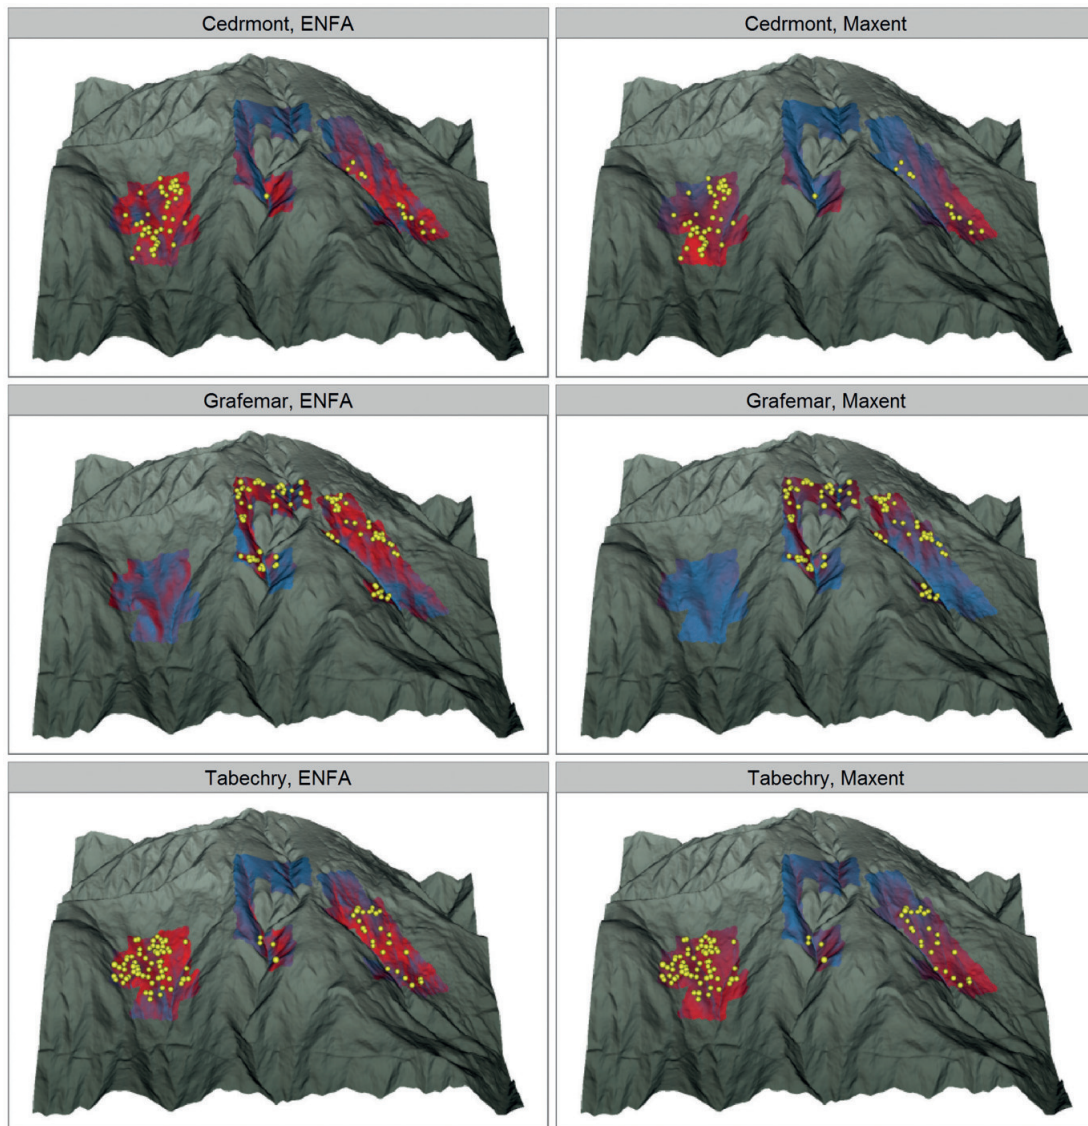 Cedrmont, ENFA
Cedrmont, Maxent
Grafemar, ENFA
Grafemar, Maxent
Tabechry, ENFA
Tabechry, Maxent